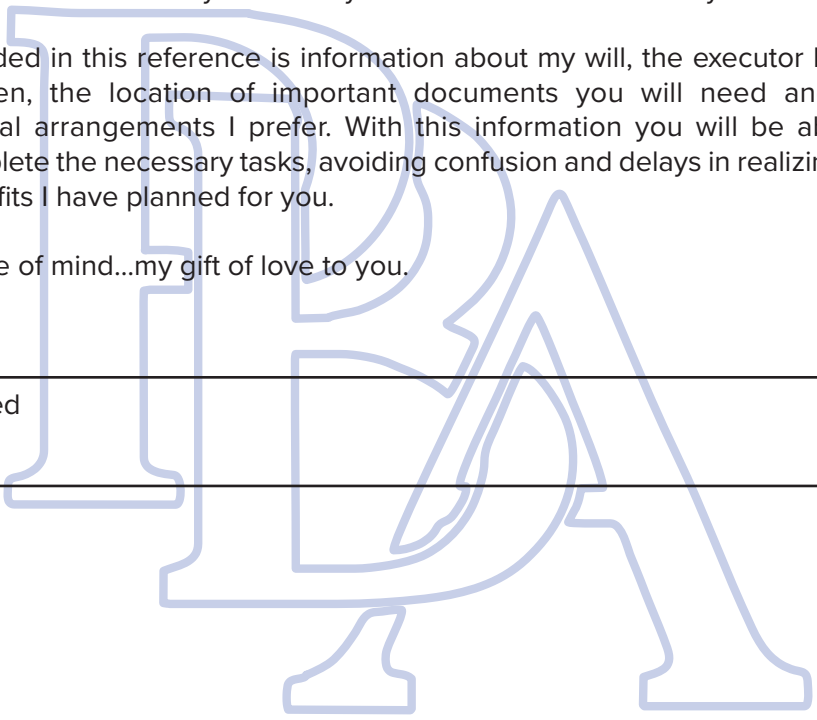 ded in this reference is information about my will, the executor
en, the location of important documents you will need an
al arrangements I prefer. With this information you will be al
lete the necessary tasks, avoiding confusion and delays in realizin
fits I have planned for you.
e of mind...my gift of love to you.
ed
PBA